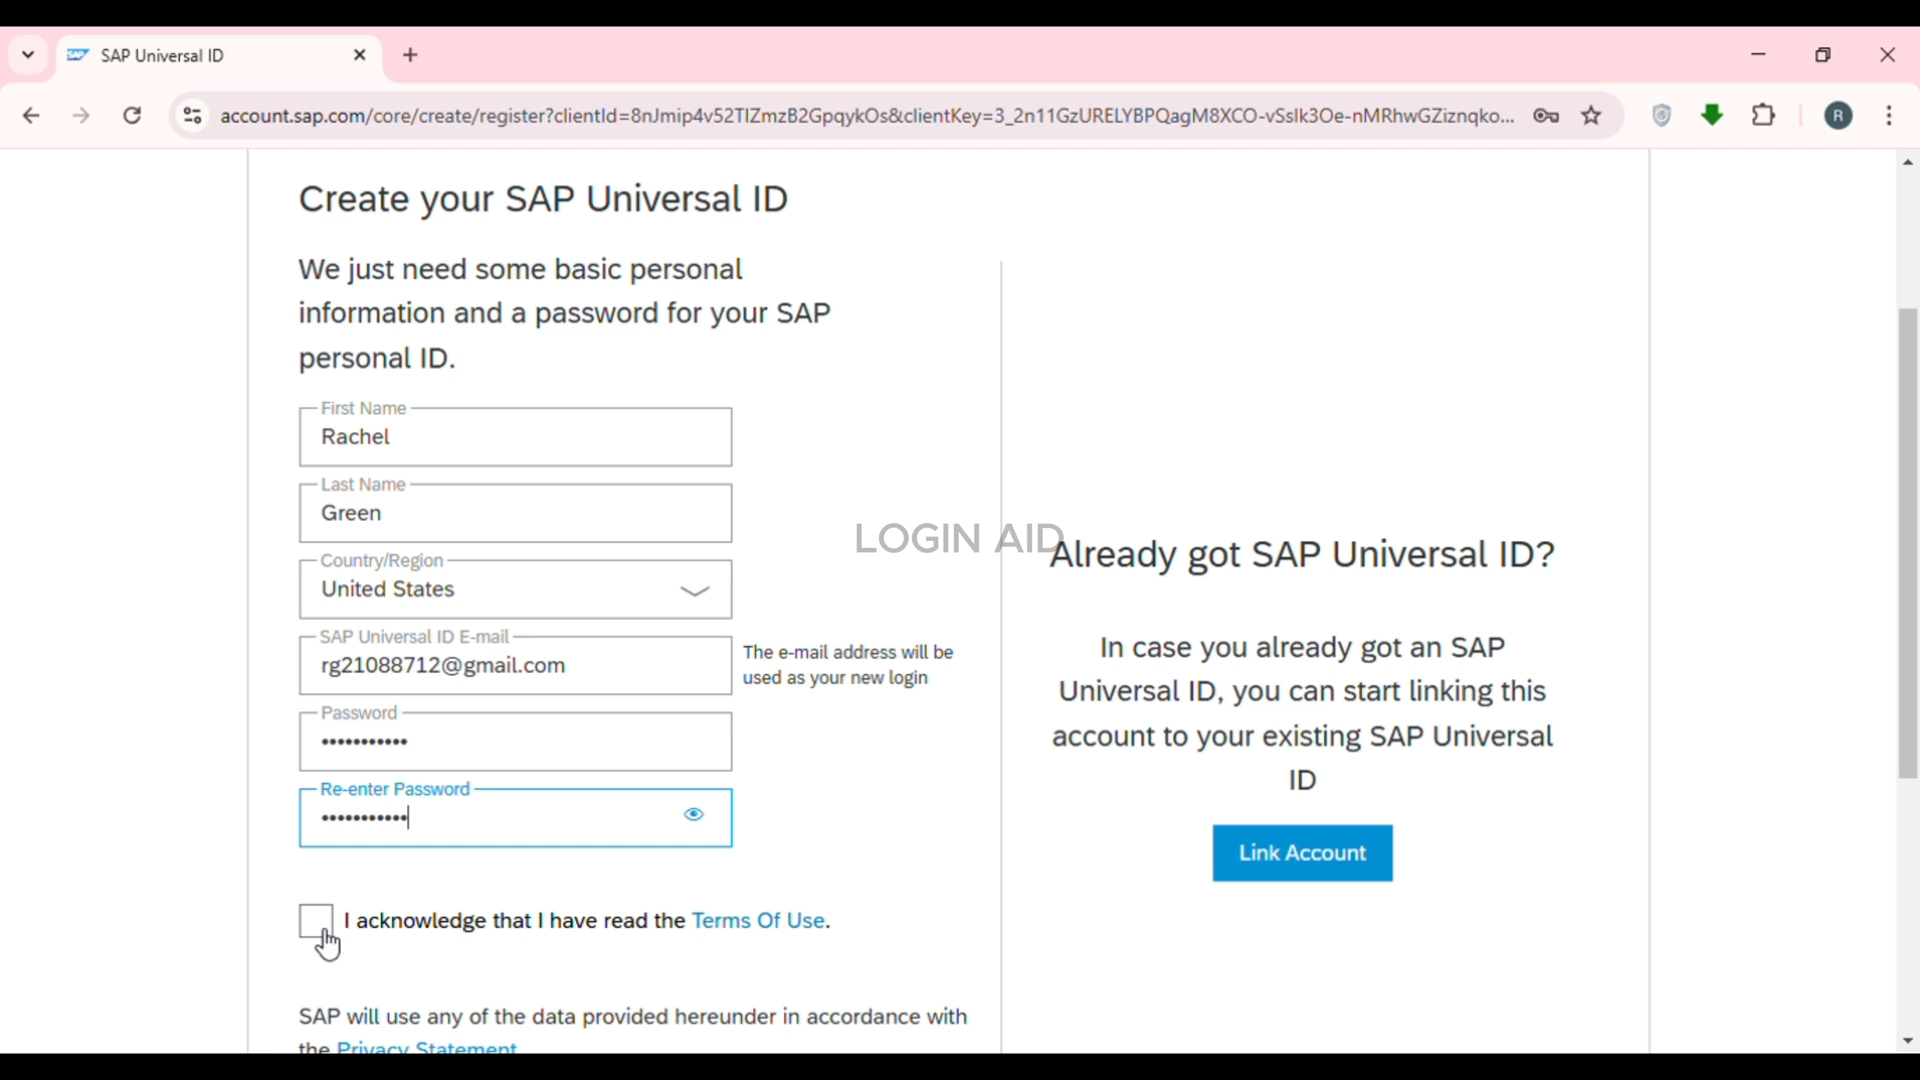 SAP Universal ID
account.sap.com/core/create/register?clientId=8nJmip4v52TIZmzB2GpqykOs&clientKey=3_2n11GzURELYBPQagM8XCO-vSslk3Oe-nMRhwGZiznqko...
R
Create your SAP Universal ID
We just need some basic personal
information and a password for your SAP
personal ID.
First Name
Rachel
Last Name
Green
Country/Region
United States
SAP Universal ID E-mail
rg21088712@gmail.com
The e-mail address will be
used as your new login
Password
•••••••••••
Re-enter Password
•••••••••••
I acknowledge that I have read the Terms Of Use.
SAP will use any of the data provided hereunder in accordance with
the Privacy Statement
LOGIN AID
Already got SAP Universal ID?
In case you already got an SAP
Universal ID, you can start linking this
account to your existing SAP Universal
ID
Link Account